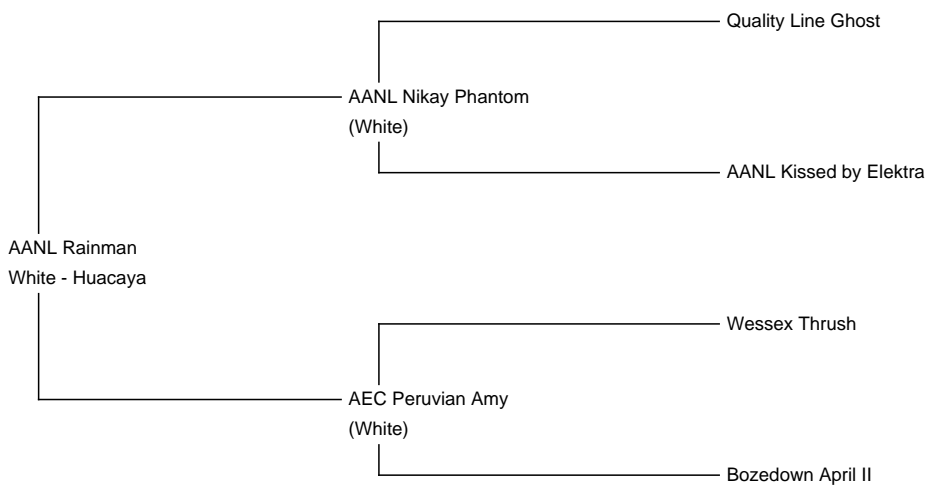 Quality Line Ghost
AANL Nikay Phantom
(White)
AANL Kissed by Elektra
AANL Rainman
White - Huacaya
Wessex Thrush
AEC Peruvian Amy
(White)
Bozedown April II